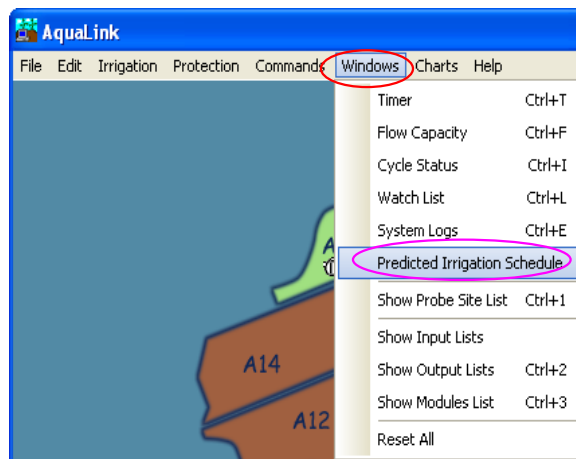 AquaLink
File Edit Irrigation Protection Commands Windows Charts Help
Timer Ctrl+T
Flow Capacity Ctrl+F
Cycle Status Ctrl+I
Watch List Ctrl+L
System Logs Ctrl+E
Predicted Irrigation Schedule
Show Probe Site List Ctrl+1
Show Input Lists
Show Output Lists Ctrl+2
Show Modules List Ctrl+3
Reset All
A14
A12